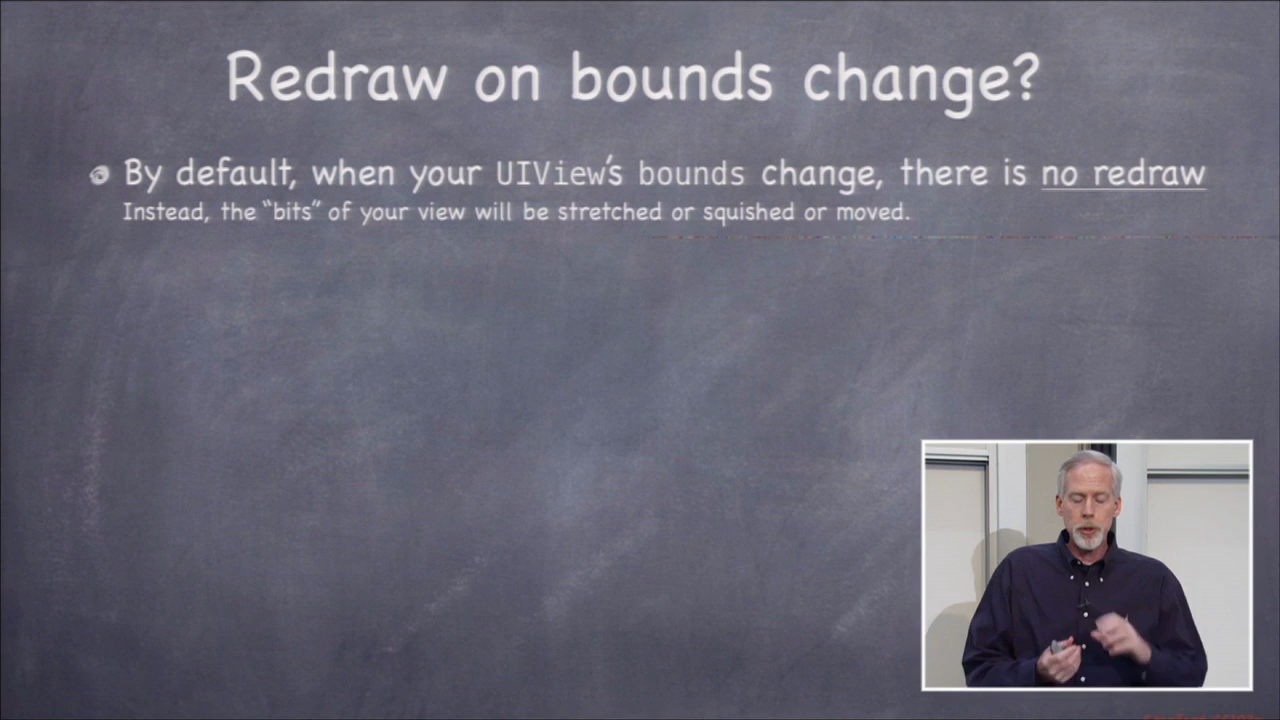 Redraw on bounds change?
By default, when your UIView's bounds change, there is no redraw
Instead, the “bits” of your view will be stretched or squished or moved.